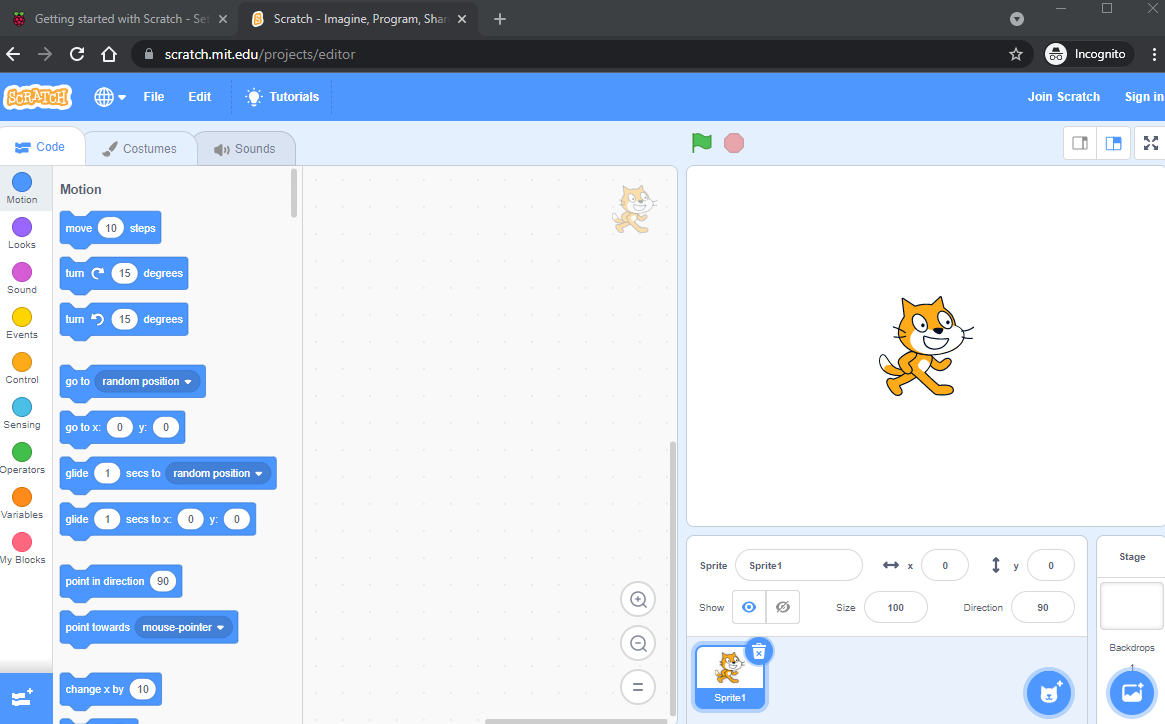 Getting started with Scratch - Se
Scratch - Imagine, Program, Shar
scratch.mit.edu/projects/editor
Incognito
SCRATCH
File
Edit
Tutorials
Join Scratch
Sign in
Code
Costumes
Sounds
Motion
Looks
Sound
Events
Control
Sensing
Operators
Variables
My Blocks
Motion
move 10 steps
turn 15 degrees
turn 15 degrees
go to random position
go to x: 0 y: 0
glide 1 secs to random position
glide 1 secs to x: 0 y: 0
point in direction 90
point towards mouse-pointer
change x by 10
Sprite Sprite1 x 0 y 0
Show Size 100 Direction 90
Sprite1
Stage
Backdrops
1